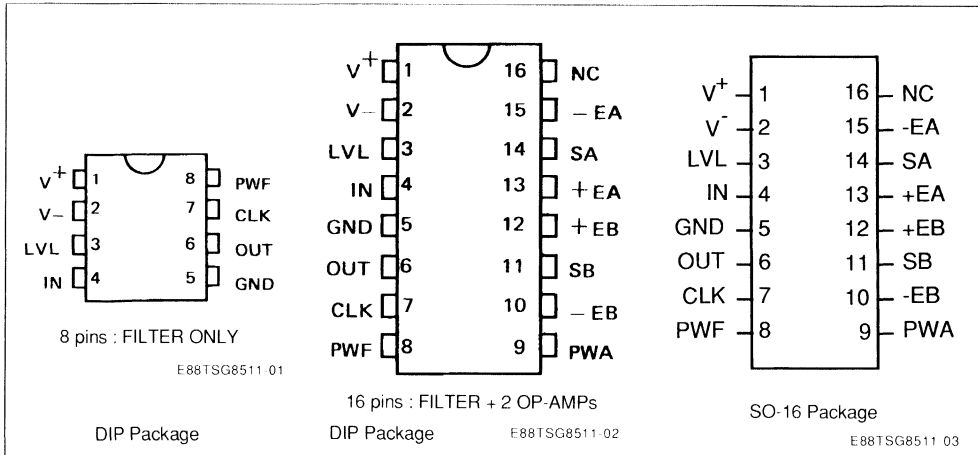 V+ 1 8 PWF
V− 2 7 CLK
LVL 3 6 OUT
IN 4 5 GND
8 pins : FILTER ONLY
E88TSG8511-01
DIP Package
V+ 1 16 NC
V− 2 15 −EA
LVL 3 14 SA
IN 4 13 +EA
GND 5 12 +EB
OUT 6 11 SB
CLK 7 10 −EB
PWF 8 9 PWA
16 pins : FILTER + 2 OP-AMPs
DIP Package E88TSG8511-02
V+ 1 16 NC
V- 2 15 -EA
LVL 3 14 SA
IN 4 13 +EA
GND 5 12 +EB
OUT 6 11 SB
CLK 7 10 -EB
PWF 8 9 PWA
SO-16 Package
E88TSG8511 03